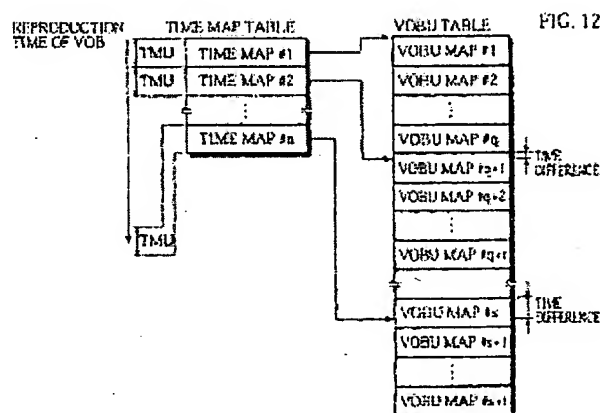 FIG. 12
REPRODUCTION
TIME OF VOB
TIME MAP TABLE
VOBU TABLE
TMU
TIME MAP #1
TMU
TIME MAP #2
⋮
TIME MAP #n
TMU
VOBU MAP #1
VOBU MAP #2
⋮
VOBU MAP #q
VOBU MAP #q+1
VOBU MAP #q+2
⋮
VOBU MAP #q+r
VOBU MAP #s
VOBU MAP #s+1
⋮
VOBU MAP #s+t
TIME
DIFFERENCE
TIME
DIFFERENCE